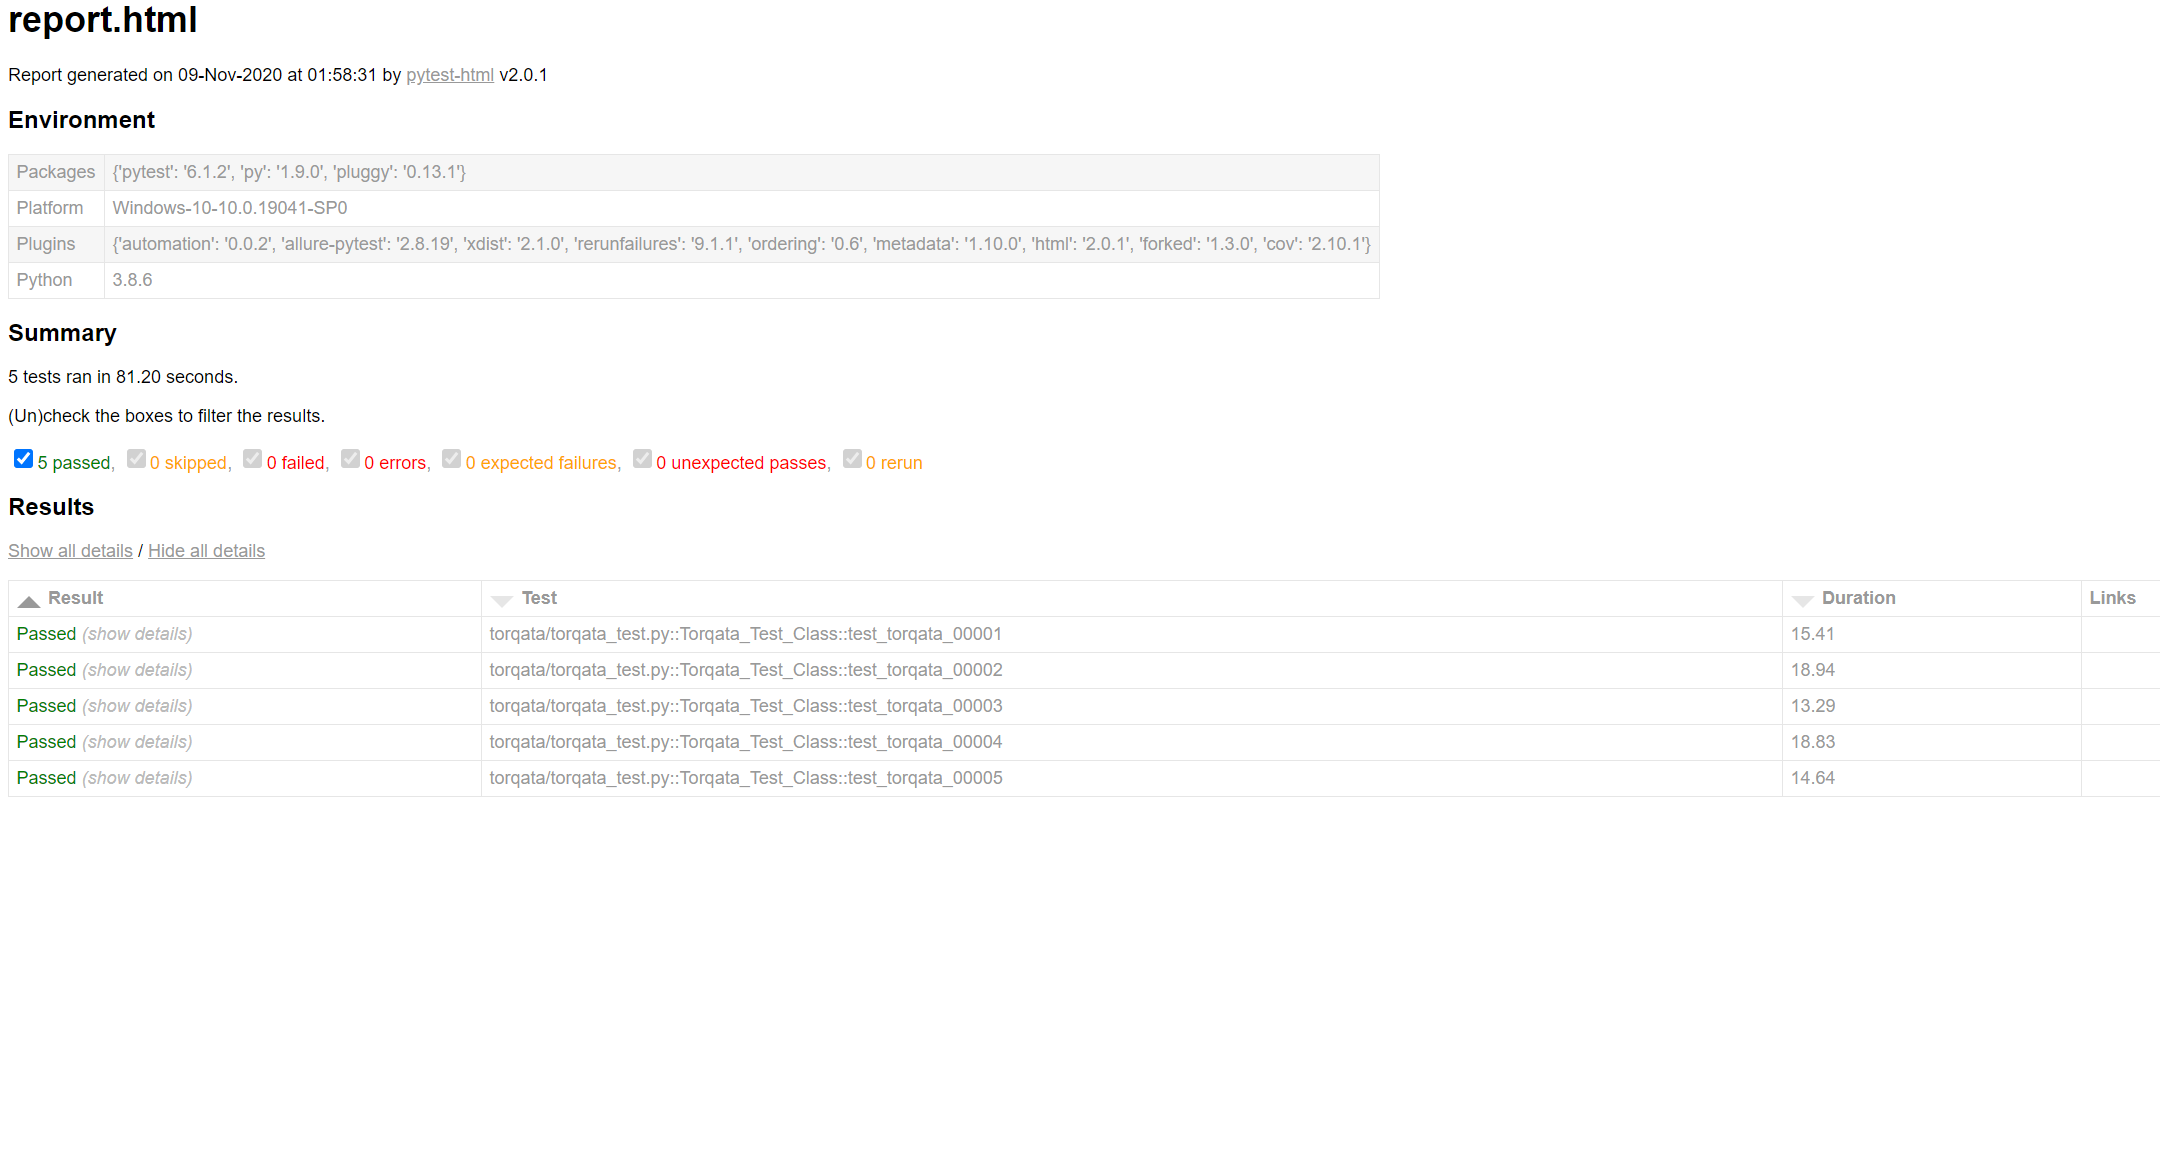 report.html
Report generated on 09-Nov-2020 at 01:58:31 by pytest-html v2.0.1
Environment
Packages {'pytest': '6.1.2', 'py': '1.9.0', 'pluggy': '0.13.1'}
Platform Windows-10-10.0.19041-SP0
Plugins {'automation': '0.0.2', 'allure-pytest': '2.8.19', 'xdist': '2.1.0', 'rerunfailures': '9.1.1', 'ordering': '0.6', 'metadata': '1.10.0', 'html': '2.0.1', 'forked': '1.3.0', 'cov': '2.10.1'}
Python 3.8.6
Summary
5 tests ran in 81.20 seconds.
(Un)check the boxes to filter the results.
5 passed, 0 skipped, 0 failed, 0 errors, 0 expected failures, 0 unexpected passes, 0 rerun
Results
Show all details / Hide all details
Result Test Duration Links
Passed (show details) torqata/torqata_test.py::Torqata_Test_Class::test_torqata_00001 15.41
Passed (show details) torqata/torqata_test.py::Torqata_Test_Class::test_torqata_00002 18.94
Passed (show details) torqata/torqata_test.py::Torqata_Test_Class::test_torqata_00003 13.29
Passed (show details) torqata/torqata_test.py::Torqata_Test_Class::test_torqata_00004 18.83
Passed (show details) torqata/torqata_test.py::Torqata_Test_Class::test_torqata_00005 14.64